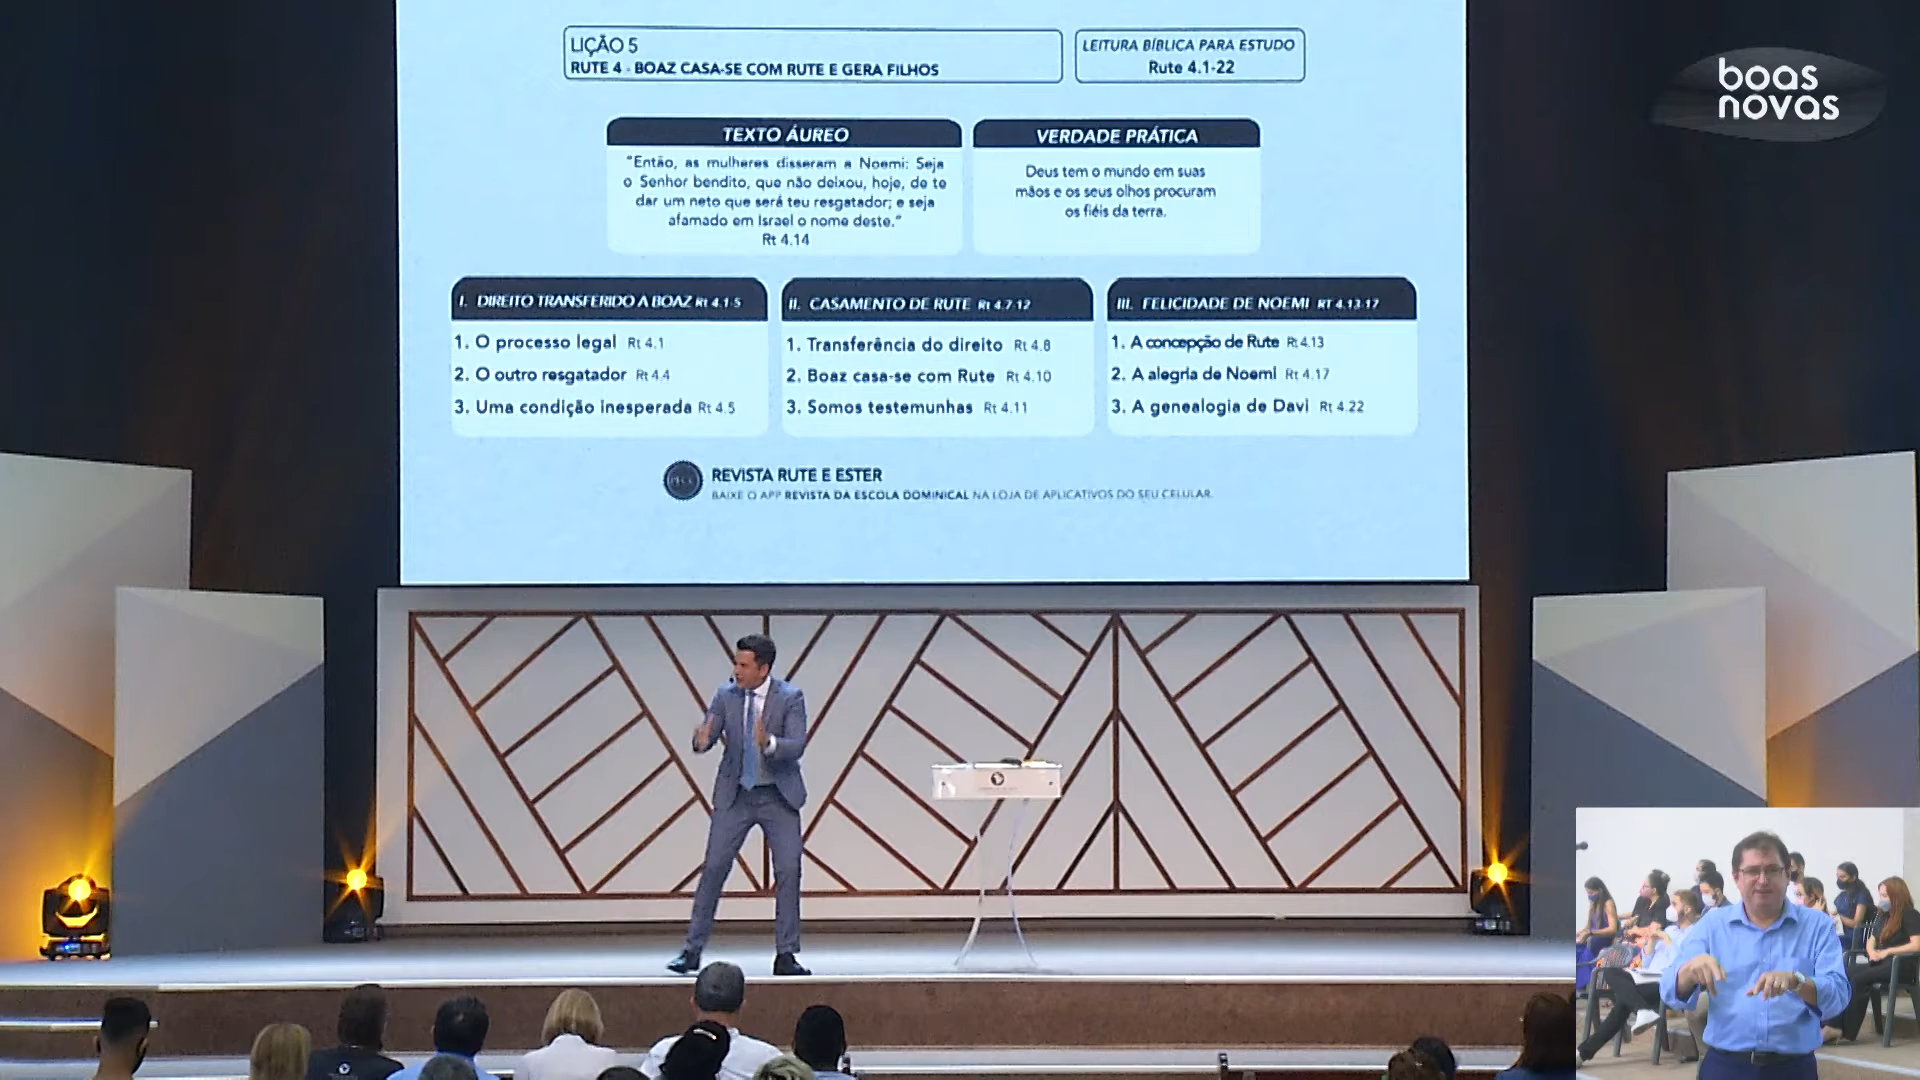 LIÇÃO 5
RUTE 4 - BOAZ CASA-SE COM RUTE E GERA FILHOS
LEITURA BÍBLICA PARA ESTUDO
Rute 4.1-22
boas
novas
TEXTO ÁUREO
"Então, as mulheres disseram a Noemi: Seja
o Senhor bendito, que não deixou, hoje, de te
dar um neto que será teu resgatador; e seja
afamado em Israel o nome deste."
Rt 4.14
VERDADE PRÁTICA
Deus tem o mundo em suas
mãos e os seus olhos procuram
os fiéis da terra.
I. DIREITO TRANSFERIDO A BOAZ Rt 4.1-5
1. O processo legal Rt 4.1
2. O outro resgatador Rt 4.4
3. Uma condição inesperada Rt 4.5
II. CASAMENTO DE RUTE Rt 4.7-12
1. Transferência do direito Rt 4.8
2. Boaz casa-se com Rute Rt 4.10
3. Somos testemunhas Rt 4.11
III. FELICIDADE DE NOEMI RT 4.13-17
1. A concepção de Rute Rt 4.13
2. A alegria de Noemi Rt 4.17
3. A genealogia de Davi Rt 4.22
REVISTA RUTE E ESTER
BAIXE O APP REVISTA DA ESCOLA DOMINICAL NA LOJA DE APLICATIVOS DO SEU CELULAR.